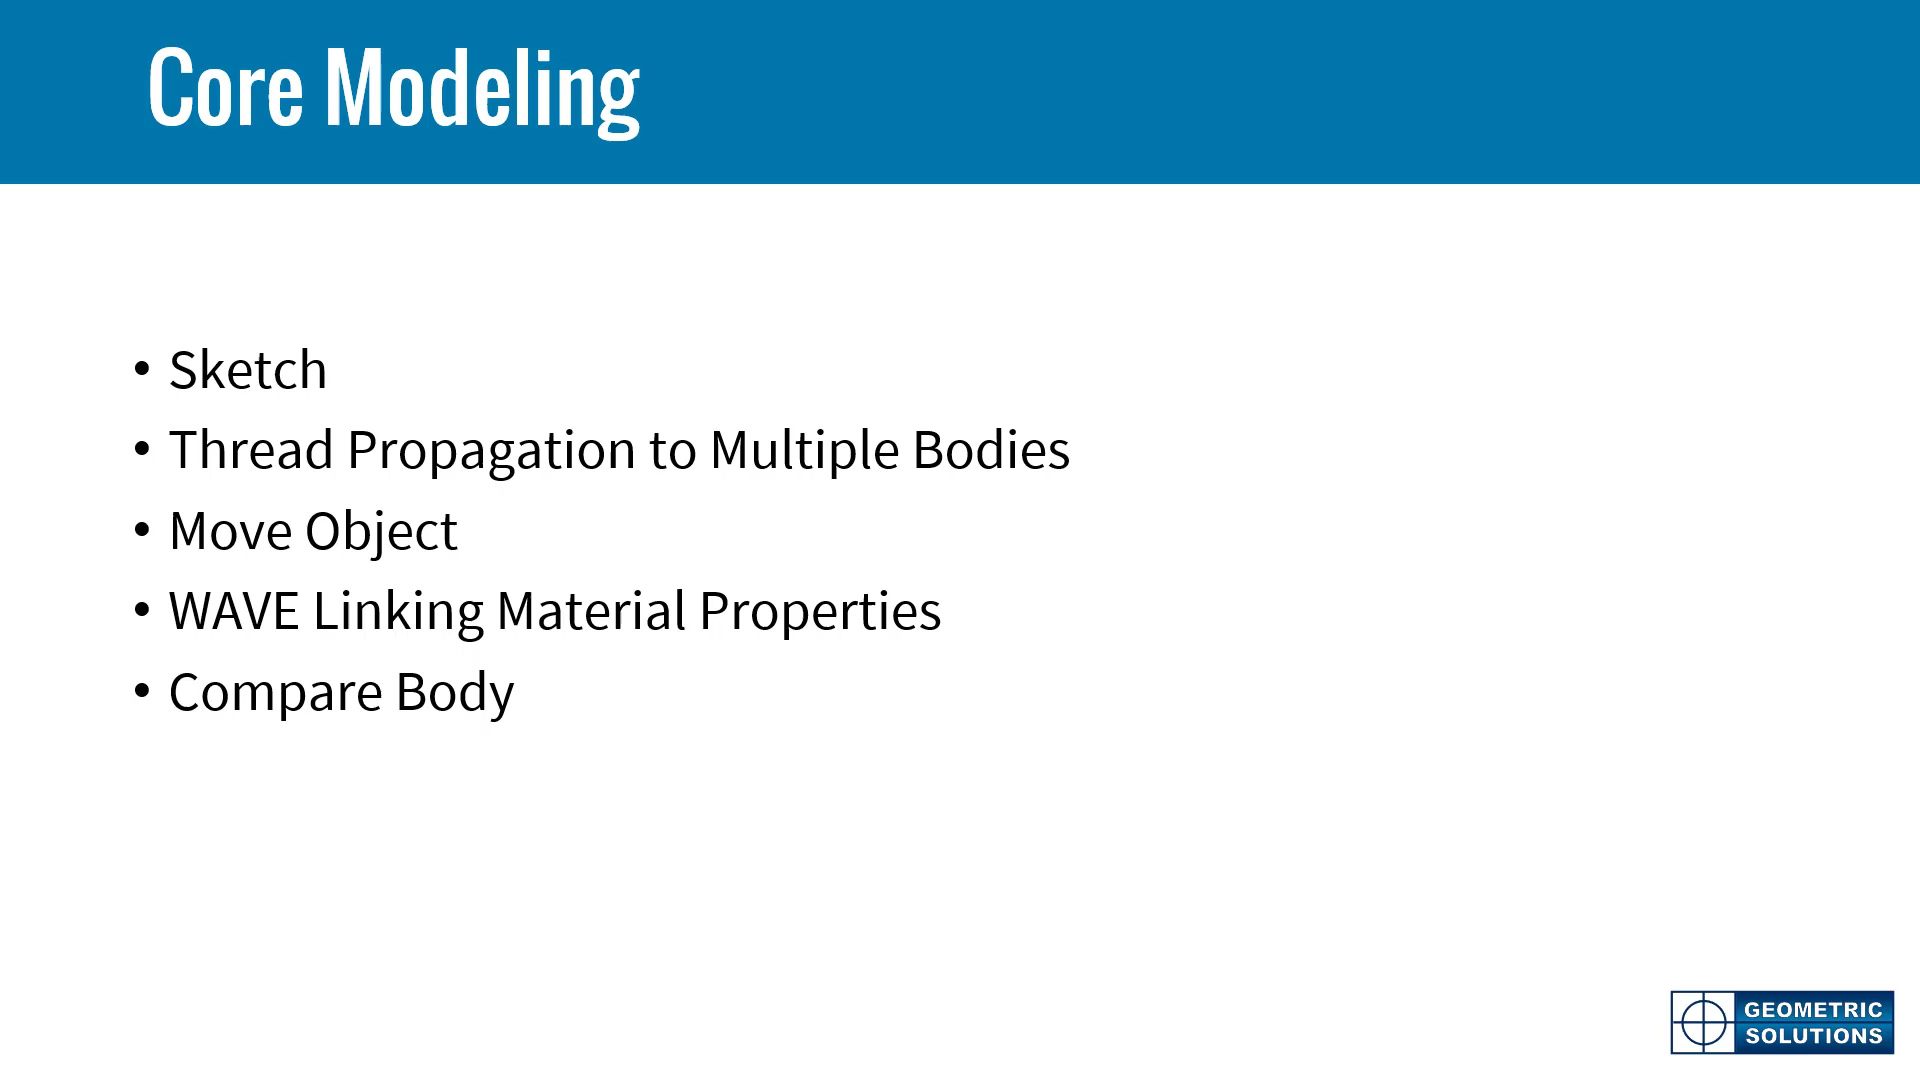 Core Modeling
• Sketch
• Thread Propagation to Multiple Bodies
• Move Object
• WAVE Linking Material Properties
• Compare Body
GEOMETRIC
SOLUTIONS